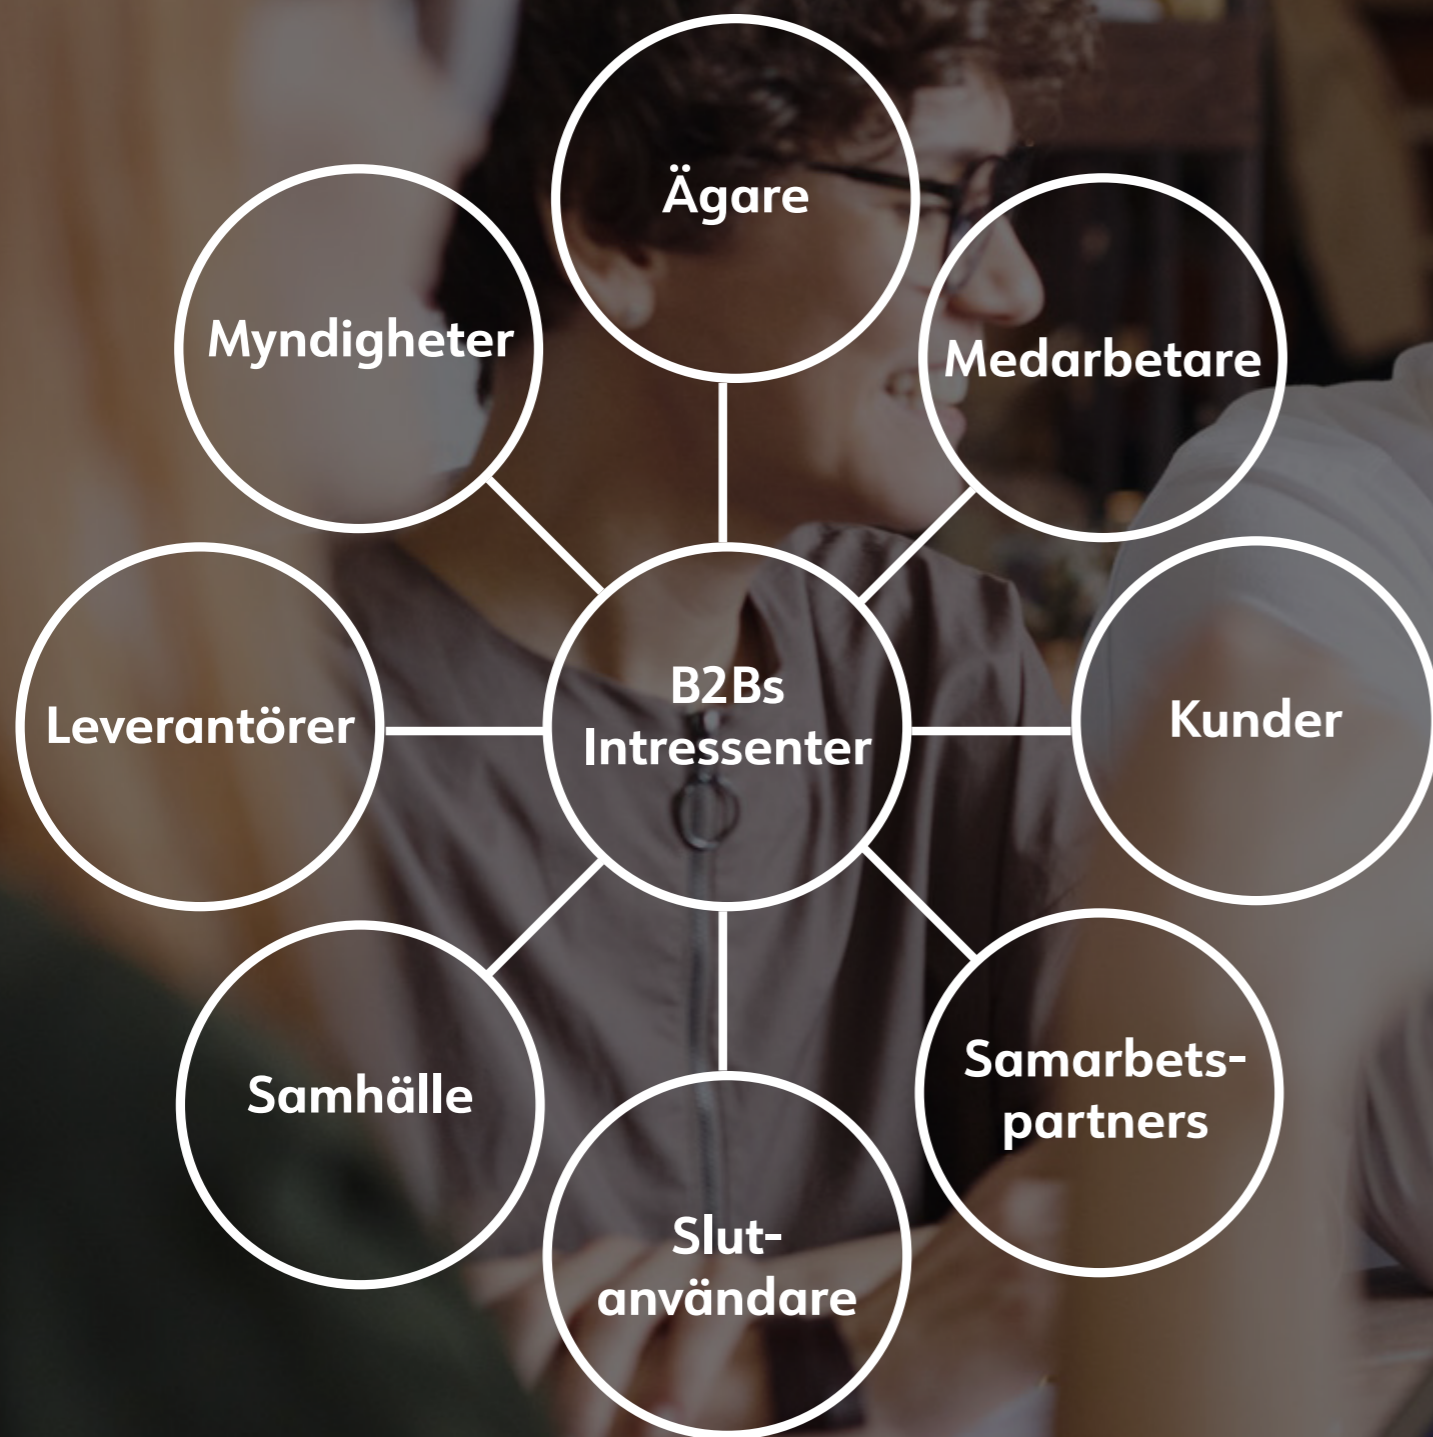 Ägare
Myndigheter
Medarbetare
B2Bs
Intressenter
Leverantörer
Kunder
Samhälle
Samarbets-
partners
Slut-
användare